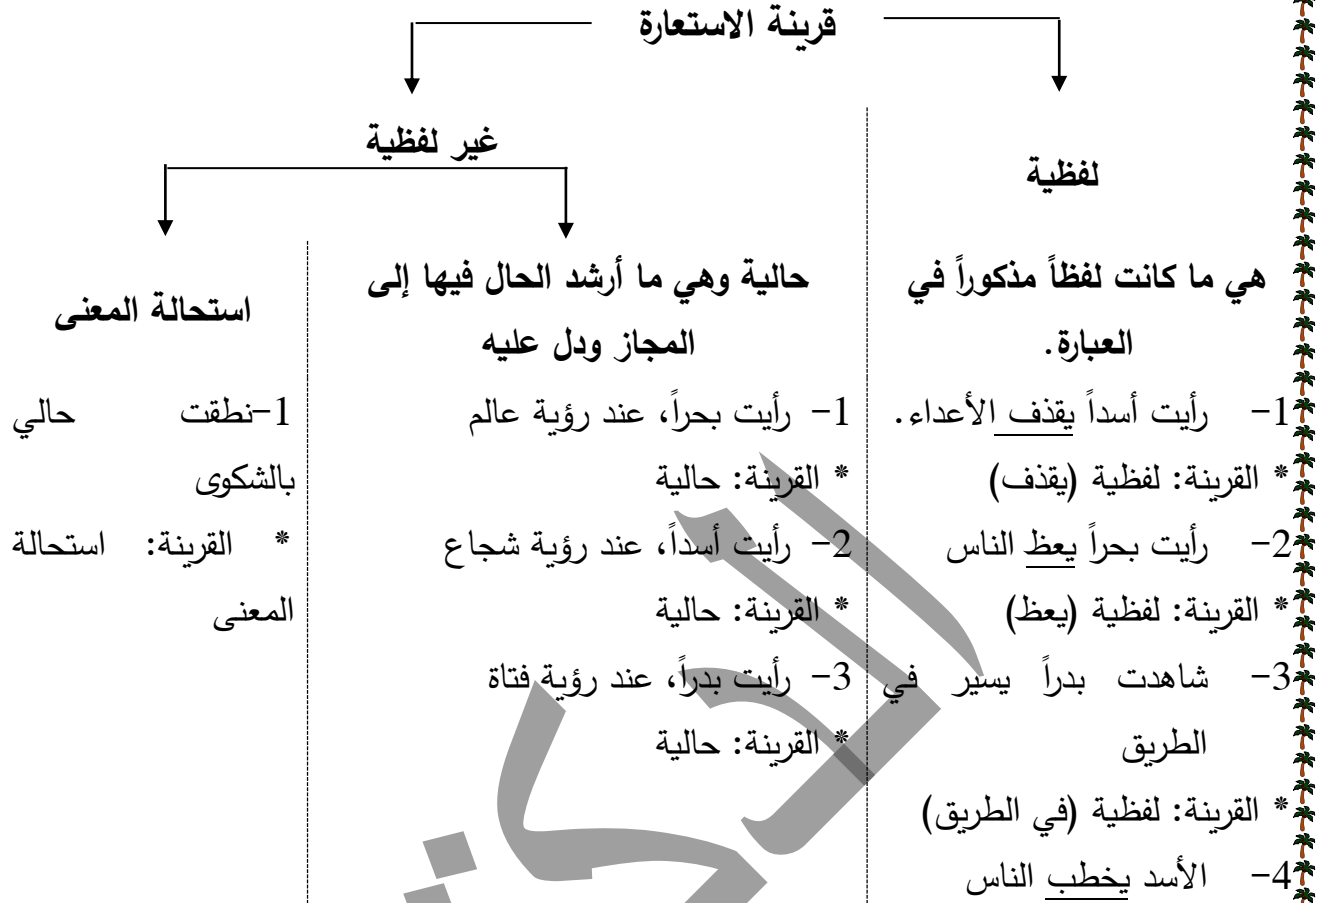 قرينة الاستعارة
لفظية
هي ما كانت لفظاً مذكوراً في
العبارة.
1- رأيت أسداً يقذف الأعداء.
* القرينة: لفظية (يقذف)
2- رأيت بحراً يعظ الناس
* القرينة: لفظية (يعظ)
3- شاهدت بدراً يسير في
الطريق
* القرينة: لفظية (في الطريق)
4- الأسد يخطب الناس
غير لفظية
حالية وهي ما أرشد الحال فيها إلى
المجاز ودل عليه
1- رأيت بحراً، عند رؤية عالم
* القرينة: حالية
2- رأيت أسداً، عند رؤية شجاع
* القرينة: حالية
3- رأيت بدراً، عند رؤية فتاة
* القرينة: حالية
استحالة المعنى
1-نطقت حالي
بالشكوى
* القرينة: استحالة
المعنى